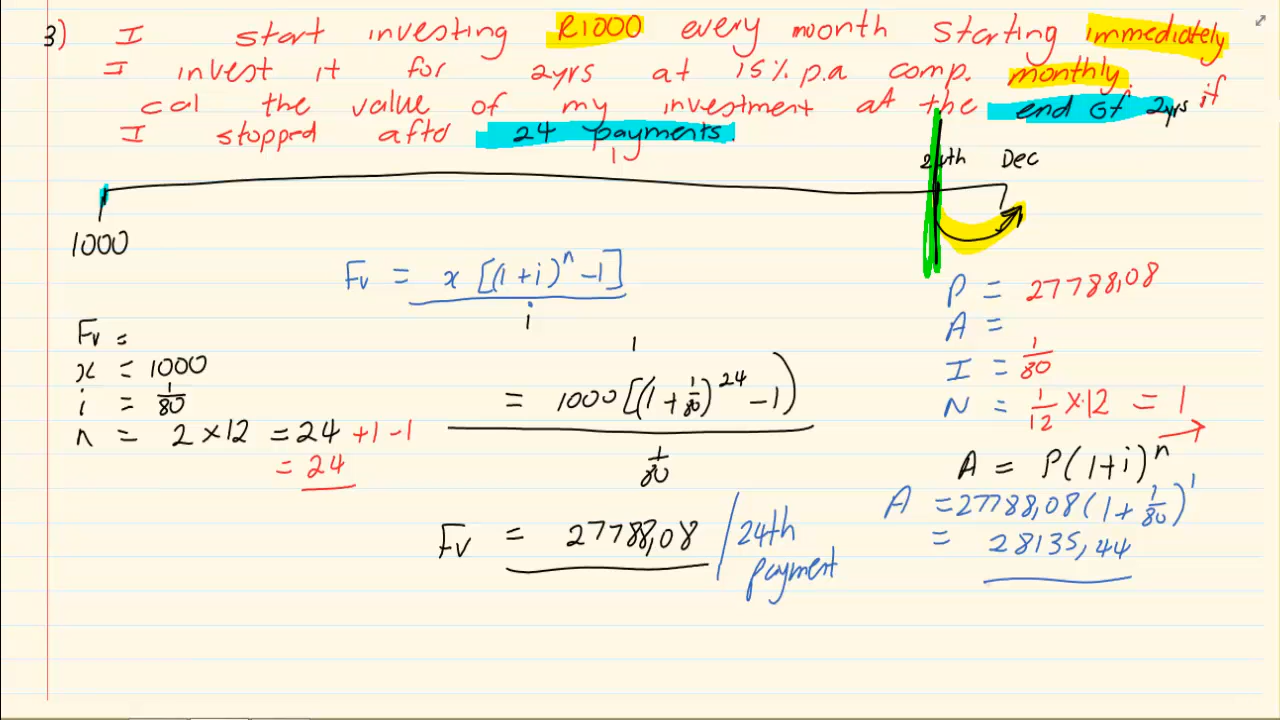 3) I start investing R1000 every moonth starting immediately
I invest it for 2yrs at 15% p.a comp. monthly.
cal the value of my investment at the end of 2yrs if
I stopped after 24 payments.
24th Dec
1000
Fv = x[(1+i)^n -1]
i
P = 27788,08
A =
I = 1/80
N = 1/12 × 12 = 1
Fv =
x = 1000
i = 1/80
n = 2 × 12 = 24 +1 -1
= 24
= 1000[(1+1/80)^24 -1)
1/80
A = P(1+i)^n
A = 27788,08(1+1/80)^1
= 28135,44
Fv = 27788,08 / 24th
payment